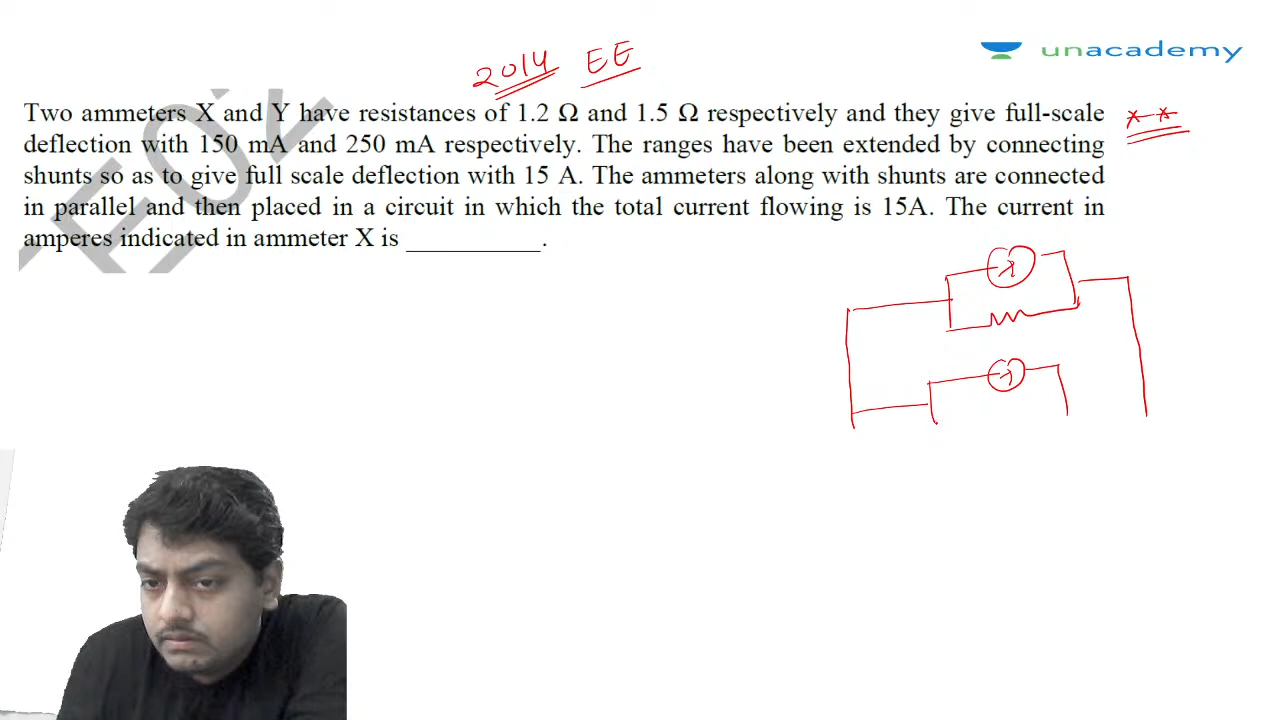 2014 EE
unacademy
Two ammeters X and Y have resistances of 1.2 Ω and 1.5 Ω respectively and they give full-scale
deflection with 150 mA and 250 mA respectively. The ranges have been extended by connecting
shunts so as to give full scale deflection with 15 A. The ammeters along with shunts are connected
in parallel and then placed in a circuit in which the total current flowing is 15A. The current in
amperes indicated in ammeter X is ____________.